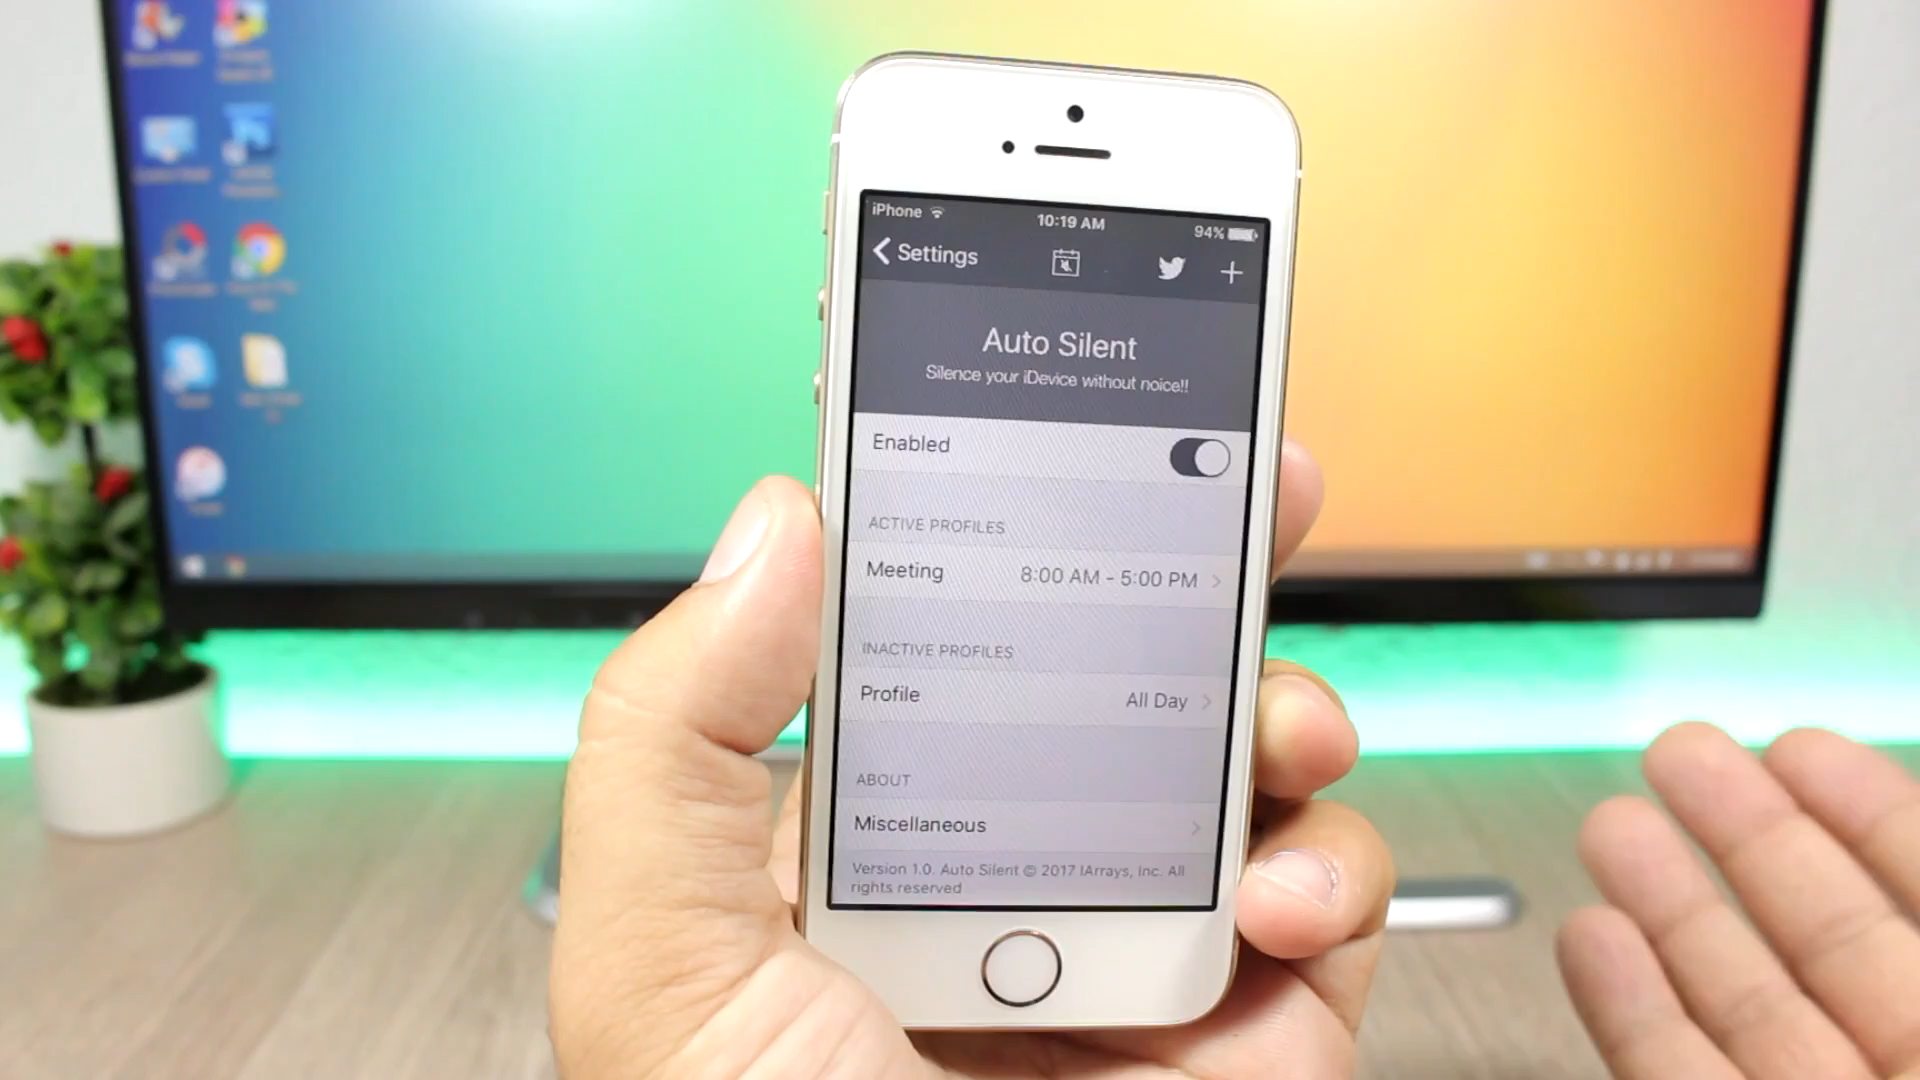 iPhone
10:19 AM
94%
Settings
Auto Silent
Silence your iDevice without noice!!
Enabled
ACTIVE PROFILES
Meeting 8:00 AM - 5:00 PM
INACTIVE PROFILES
Profile All Day
ABOUT
Miscellaneous
Version 1.0. Auto Silent © 2017 IArrays, Inc. All
rights reserved